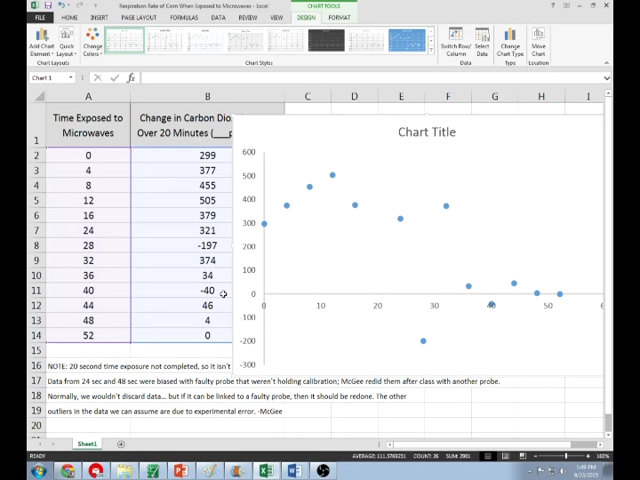 Respiration Rate of Corn When Exposed to Microwaves - Excel
CHART TOOLS
FILE HOME INSERT PAGE LAYOUT FORMULAS DATA REVIEW VIEW DESIGN FORMAT
Add Chart Element Quick Layout Change Colors Switch Row/ Column Select Data Change Chart Type Move Chart
Chart Layouts Chart Styles Data Type Location
Chart 1 fx
A B C D E F G H I
1 Time Exposed to Microwaves Change in Carbon Over 20 Minutes
2 0 299
3 4 377
4 8 455
5 12 505
6 16 379
7 24 321
8 28 -197
9 32 374
10 36 34
11 40 -40
12 44 46
13 48 4
14 52 0
15
16 NOTE: 20 second time exposure not completed, so it isn't
17 Data from 24 sec and 48 sec were biased with faulty probe that weren't holding calibration; McGee redid them after class with another probe.
18 Normally, we wouldn't discard data... but if it can be linked to a faulty probe, then it should be redone. The other
19 outliers in the data we can assume are due to experimental error. -McGee
20
Chart Title
600
500
400
300
200
100
0
0 10 20 30 40 50
-100
-200
-300
Sheet1
READY AVERAGE: 111.5769231 COUNT: 26 SUM: 2901 100%
1:49 PM